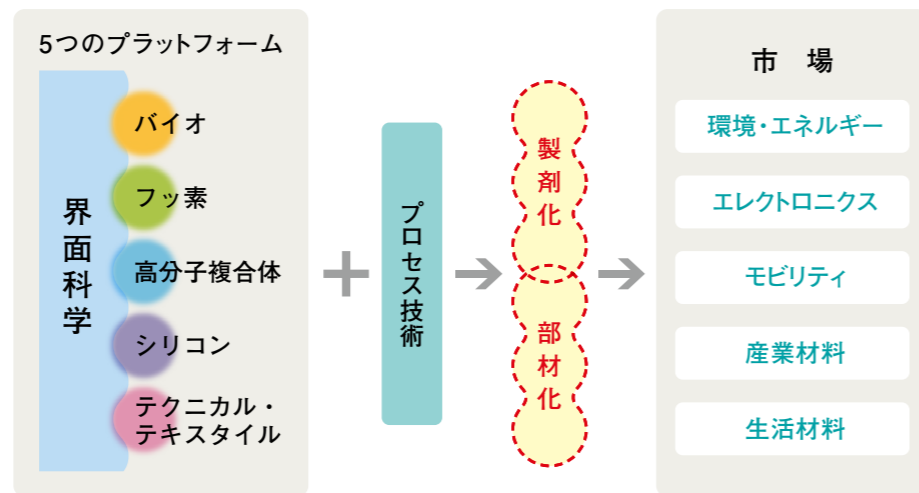 5つのプラットフォーム
界面科学
バイオ
フッ素
高分子複合体
シリコン
テクニカル・
テキスタイル
+
プロセス技術
製剤化
部材化
市 場
環境・エネルギー
エレクトロニクス
モビリティ
産業材料
生活材料